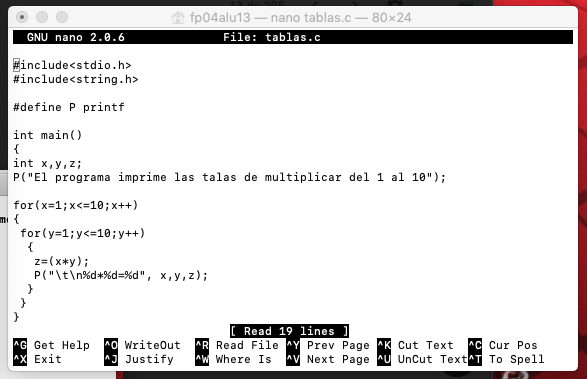 fp04alu13 — nano tablas.c — 80×24
GNU nano 2.0.6 File: tablas.c
#include<stdio.h>
#include<string.h>
#define P printf
int main()
{
int x,y,z;
P("El programa imprime las talas de multiplicar del 1 al 10");
for(x=1;x<=10;x++)
{
for(y=1;y<=10;y++)
{
z=(x*y);
P("\t\n%d*%d=%d", x,y,z);
}
}
}
[ Read 19 lines ]
^G Get Help ^O WriteOut ^R Read File ^Y Prev Page ^K Cut Text ^C Cur Pos
^X Exit ^J Justify ^W Where Is ^V Next Page ^U UnCut Text ^T To Spell